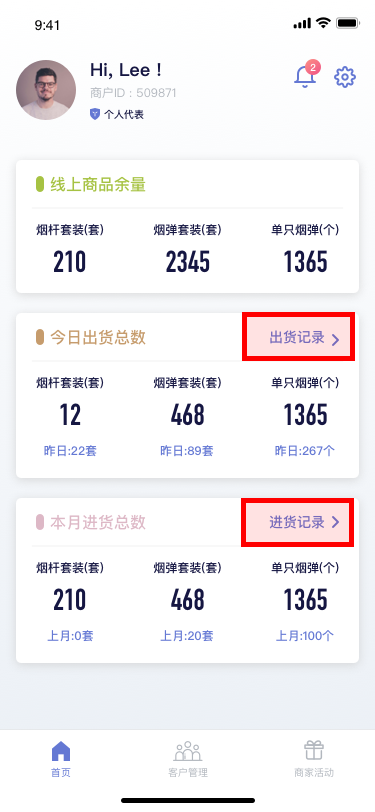 9:41
Hi, Lee !
商户ID : 509871
个人代表
2
线上商品余量
烟杆套装(套) 烟弹套装(套) 单只烟弹(个)
210 2345 1365
今日出货总数 出货记录
烟杆套装(套) 烟弹套装(套) 单只烟弹(个)
12 468 1365
昨日:22套 昨日:89套 昨日:267个
本月进货总数 进货记录
烟杆套装(套) 烟弹套装(套) 单只烟弹(个)
210 468 1365
上月:0套 上月:20套 上月:100个
首页 客户管理 商家活动